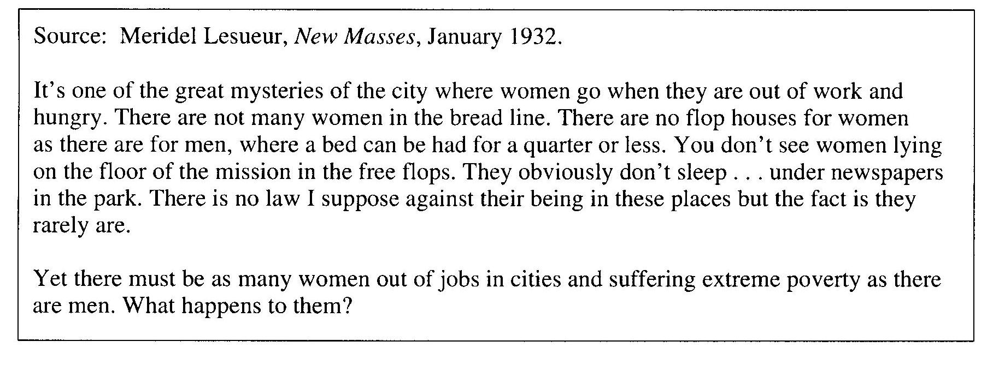 Source: Meridel Lesueur, New Masses, January 1932.
It's one of the great mysteries of the city where women go when they are out of work and
hungry. There are not many women in the bread line. There are no flop houses for women
as there are for men, where a bed can be had for a quarter or less. You don't see women lying
on the floor of the mission in the free flops. They obviously don't sleep . . . under newspapers
in the park. There is no law I suppose against their being in these places but the fact is they
rarely are.
Yet there must be as many women out of jobs in cities and suffering extreme poverty as there
are men. What happens to them?